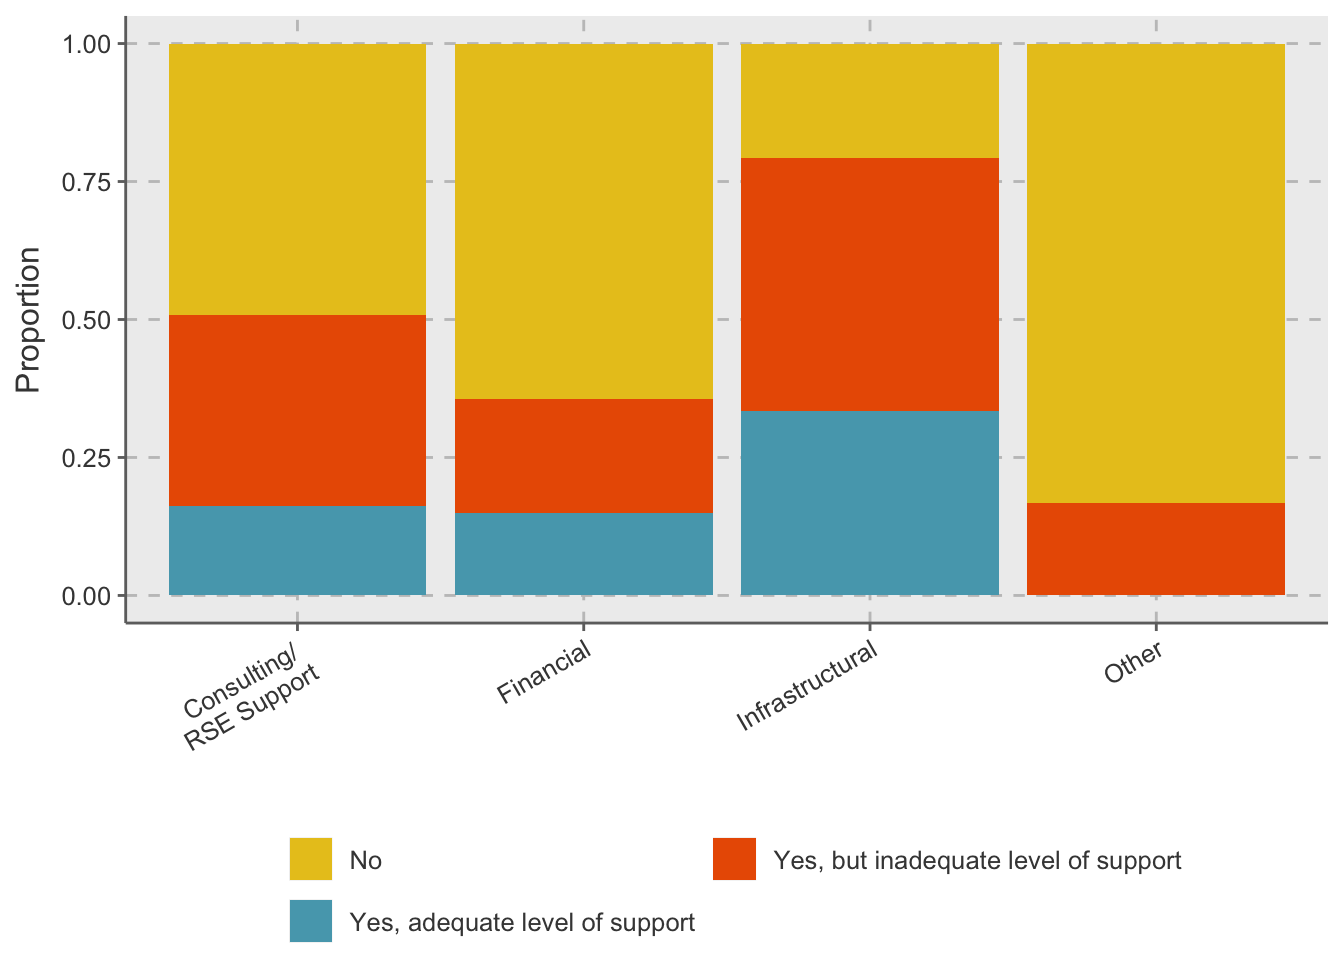 1.00
0.75
0.50
0.25
0.00
Proportion
Consulting/
RSE Support
Financial
Infrastructural
Other
No
Yes, but inadequate level of support
Yes, adequate level of support